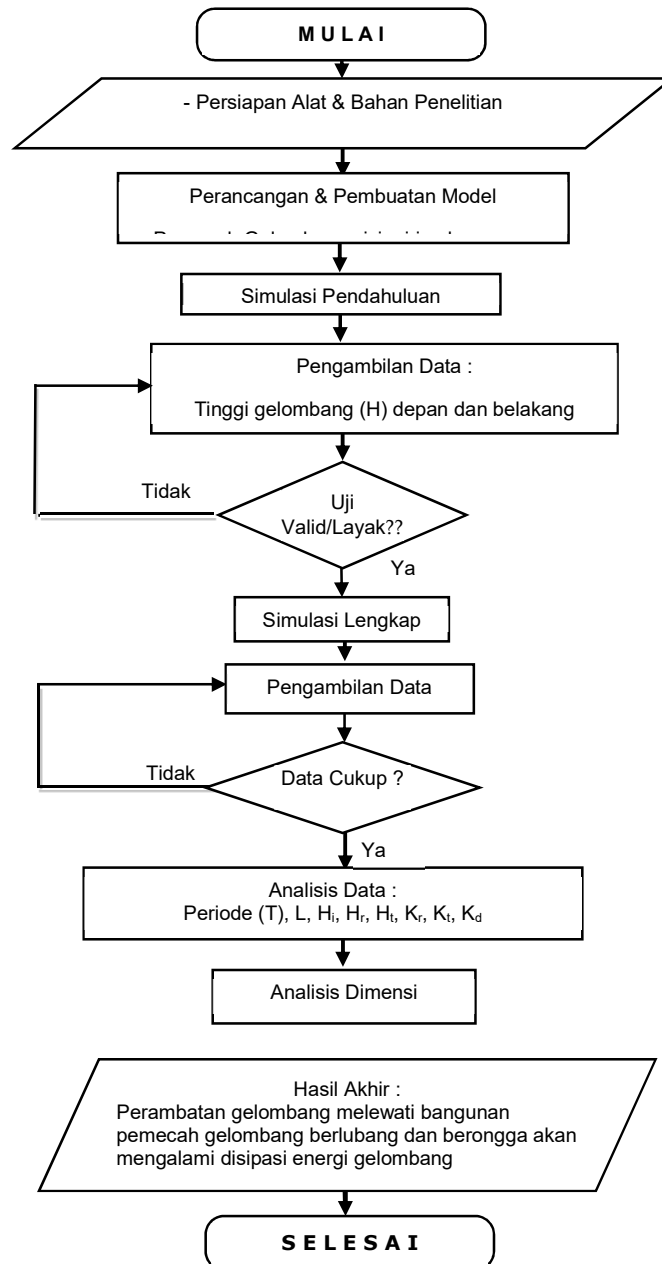 M U L A I
- Persiapan Alat & Bahan Penelitian
Perancangan & Pembuatan Model
Simulasi Pendahuluan
Pengambilan Data :
Tinggi gelombang (H) depan dan belakang
Tidak
Uji
Valid/Layak??
Ya
Simulasi Lengkap
Pengambilan Data
Tidak
Data Cukup ?
Ya
Analisis Data :
Periode (T), L, Hᵢ, Hᵣ, Hₜ, Kᵣ, Kₜ, K_d
Analisis Dimensi
Hasil Akhir :
Perambatan gelombang melewati bangunan
pemecah gelombang berlubang dan berongga akan
mengalami disipasi energi gelombang
S E L E S A I